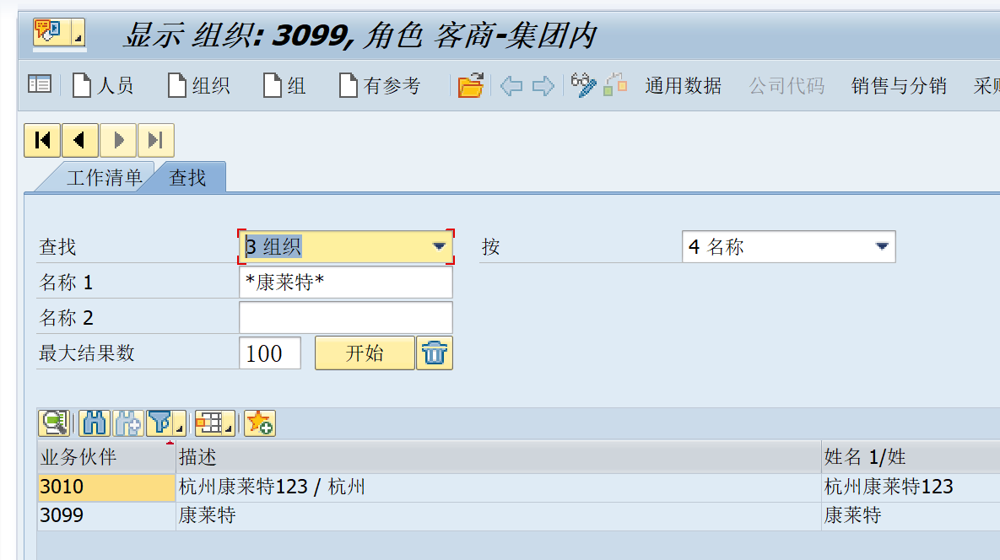 显示 组织: 3099, 角色 客商-集团内
人员 组织 组 有参考 通用数据 公司代码 销售与分销
工作清单 查找
查找 3 组织 按 4 名称
名称 1 *康莱特*
名称 2
最大结果数 100 开始
业务伙伴 描述 姓名 1/姓
3010 杭州康莱特123 / 杭州 杭州康莱特123
3099 康莱特 康莱特